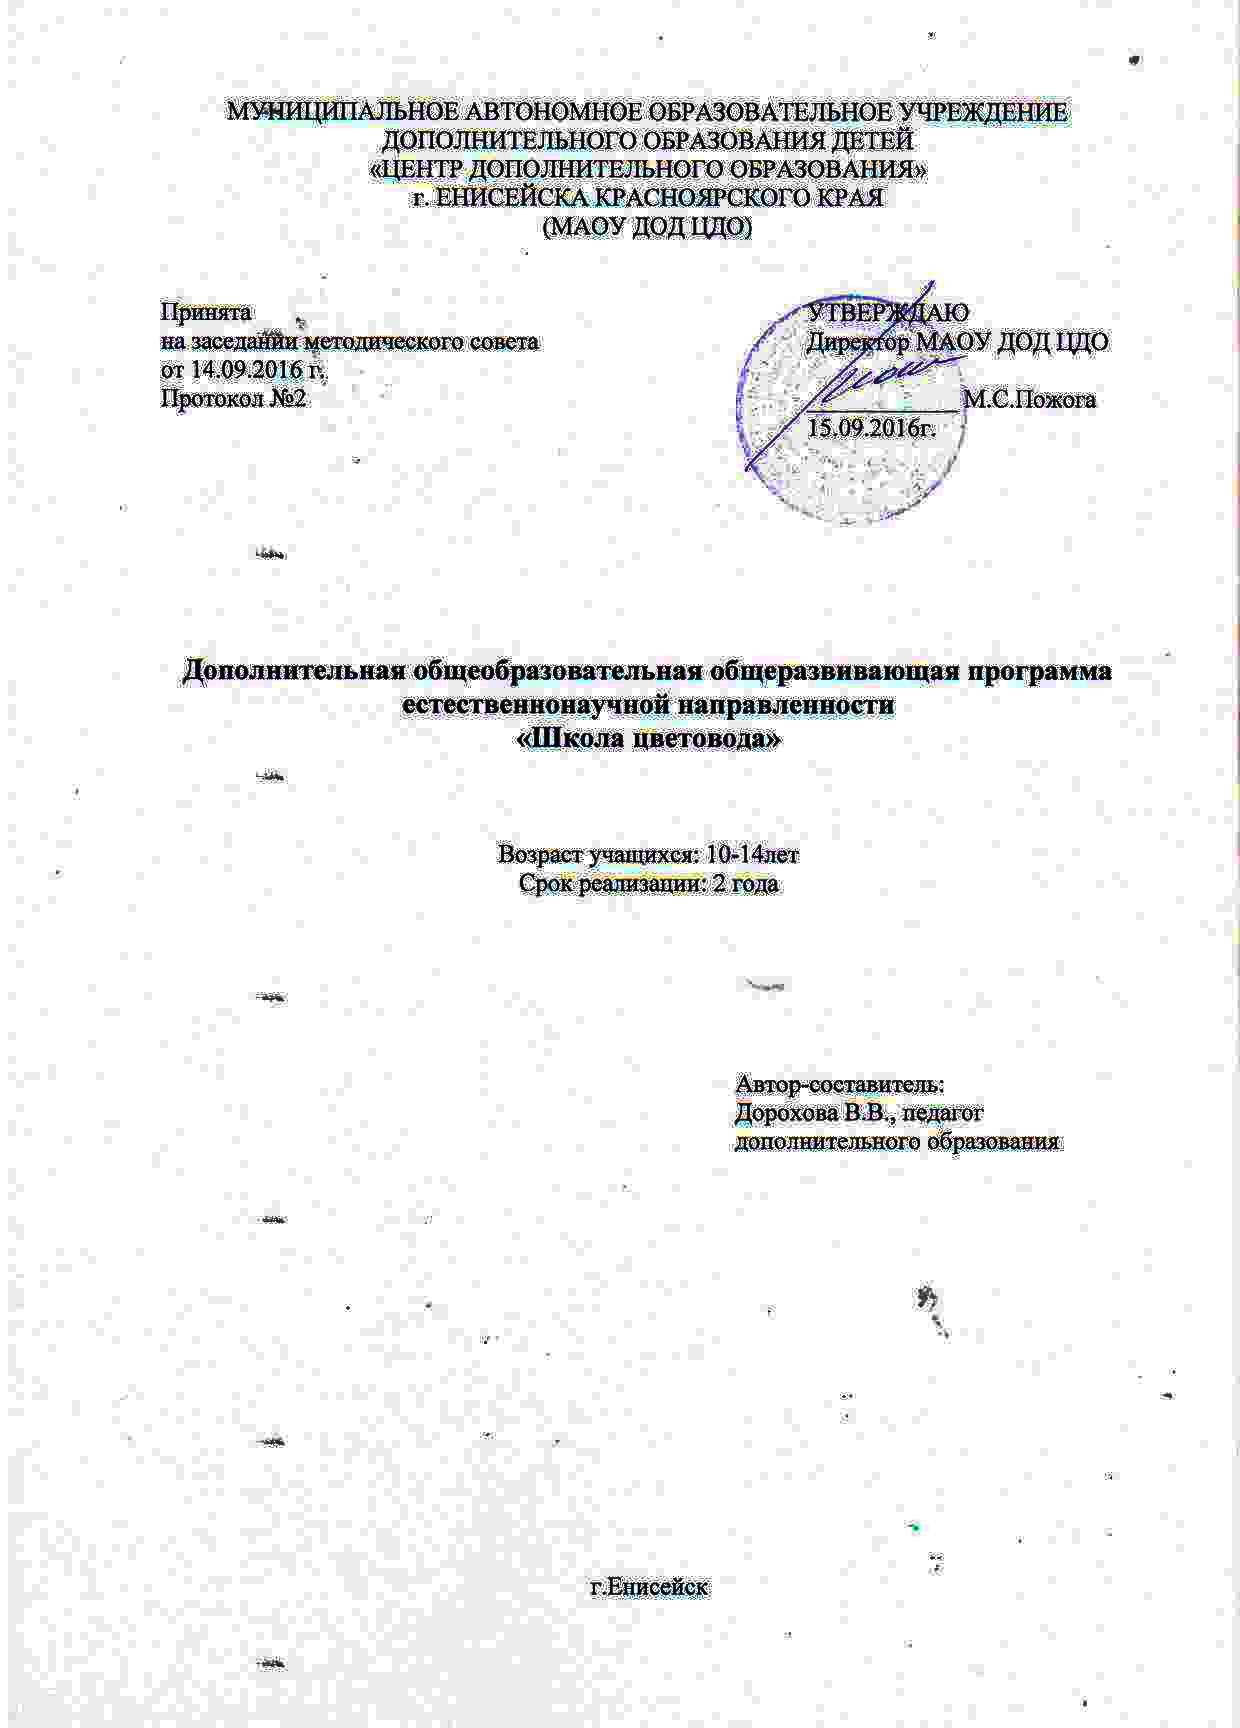 МУНИЦИПАЛЬНОЕ АВТОНОМНОЕ ОБРАЗОВАТЕЛЬНОЕ УЧРЕЖДЕНИЕ
ДОПОЛНИТЕЛЬНОГО ОБРАЗОВАНИЯ ДЕТЕЙ
«ЦЕНТР ДОПОЛНИТЕЛЬНОГО ОБРАЗОВАНИЯ»
г. ЕНИСЕЙСКА КРАСНОЯРСКОГО КРАЯ
(МАОУ ДОД ЦДО)
Принята
на заседании методического совета
от 14.09.2016 г.
Протокол №2
УТВЕРЖДАЮ
Директор МАОУ ДОД ЦДО
М.С.Пожога
15.09.2016г.
Дополнительная общеобразовательная общеразвивающая программа
естественнонаучной направленности
«Школа цветовода»
Возраст учащихся: 10-14лет
Срок реализации: 2 года
Автор-составитель:
Дорохова В.В., педагог
дополнительного образования
г.Енисейск